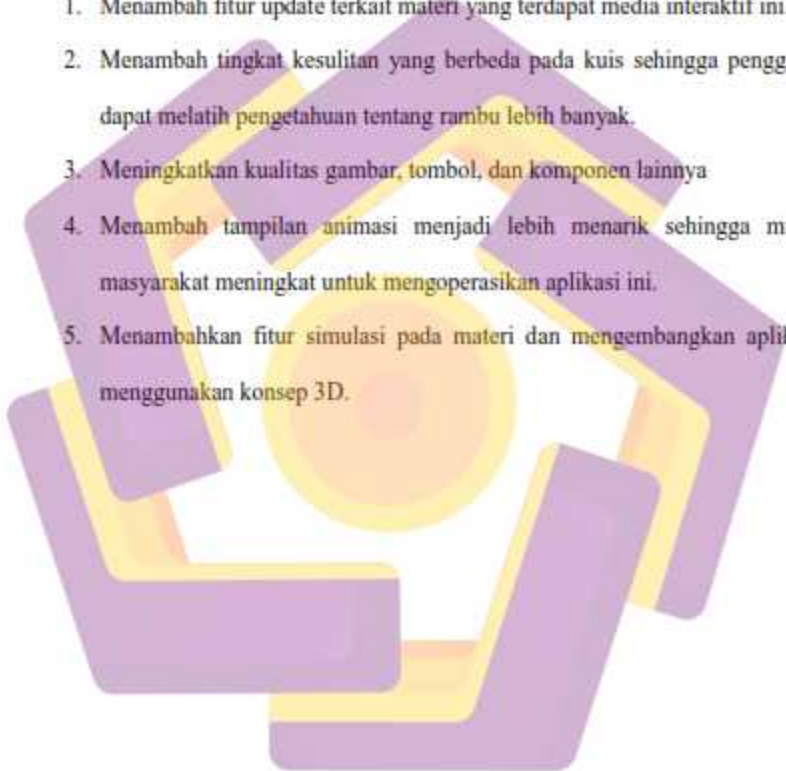 1. Menambah fitur update terkait materi yang terdapat media interaktif ini.
2. Menambah tingkat kesulitan yang berbeda pada kuis sehingga
dapat melatih pengetahuan tentang rambu lebih banyak.
3. Meningkatkan kualitas gambar, tombol, dan komponen lainnya
4. Menambah tampilan animasi menjadi lebih menarik sehingga
masyarakat meningkat untuk mengoperasikan aplikasi ini.
5. Menambahkan fitur simulasi pada materi dan mengembangkan
menggunakan konsep 3D.